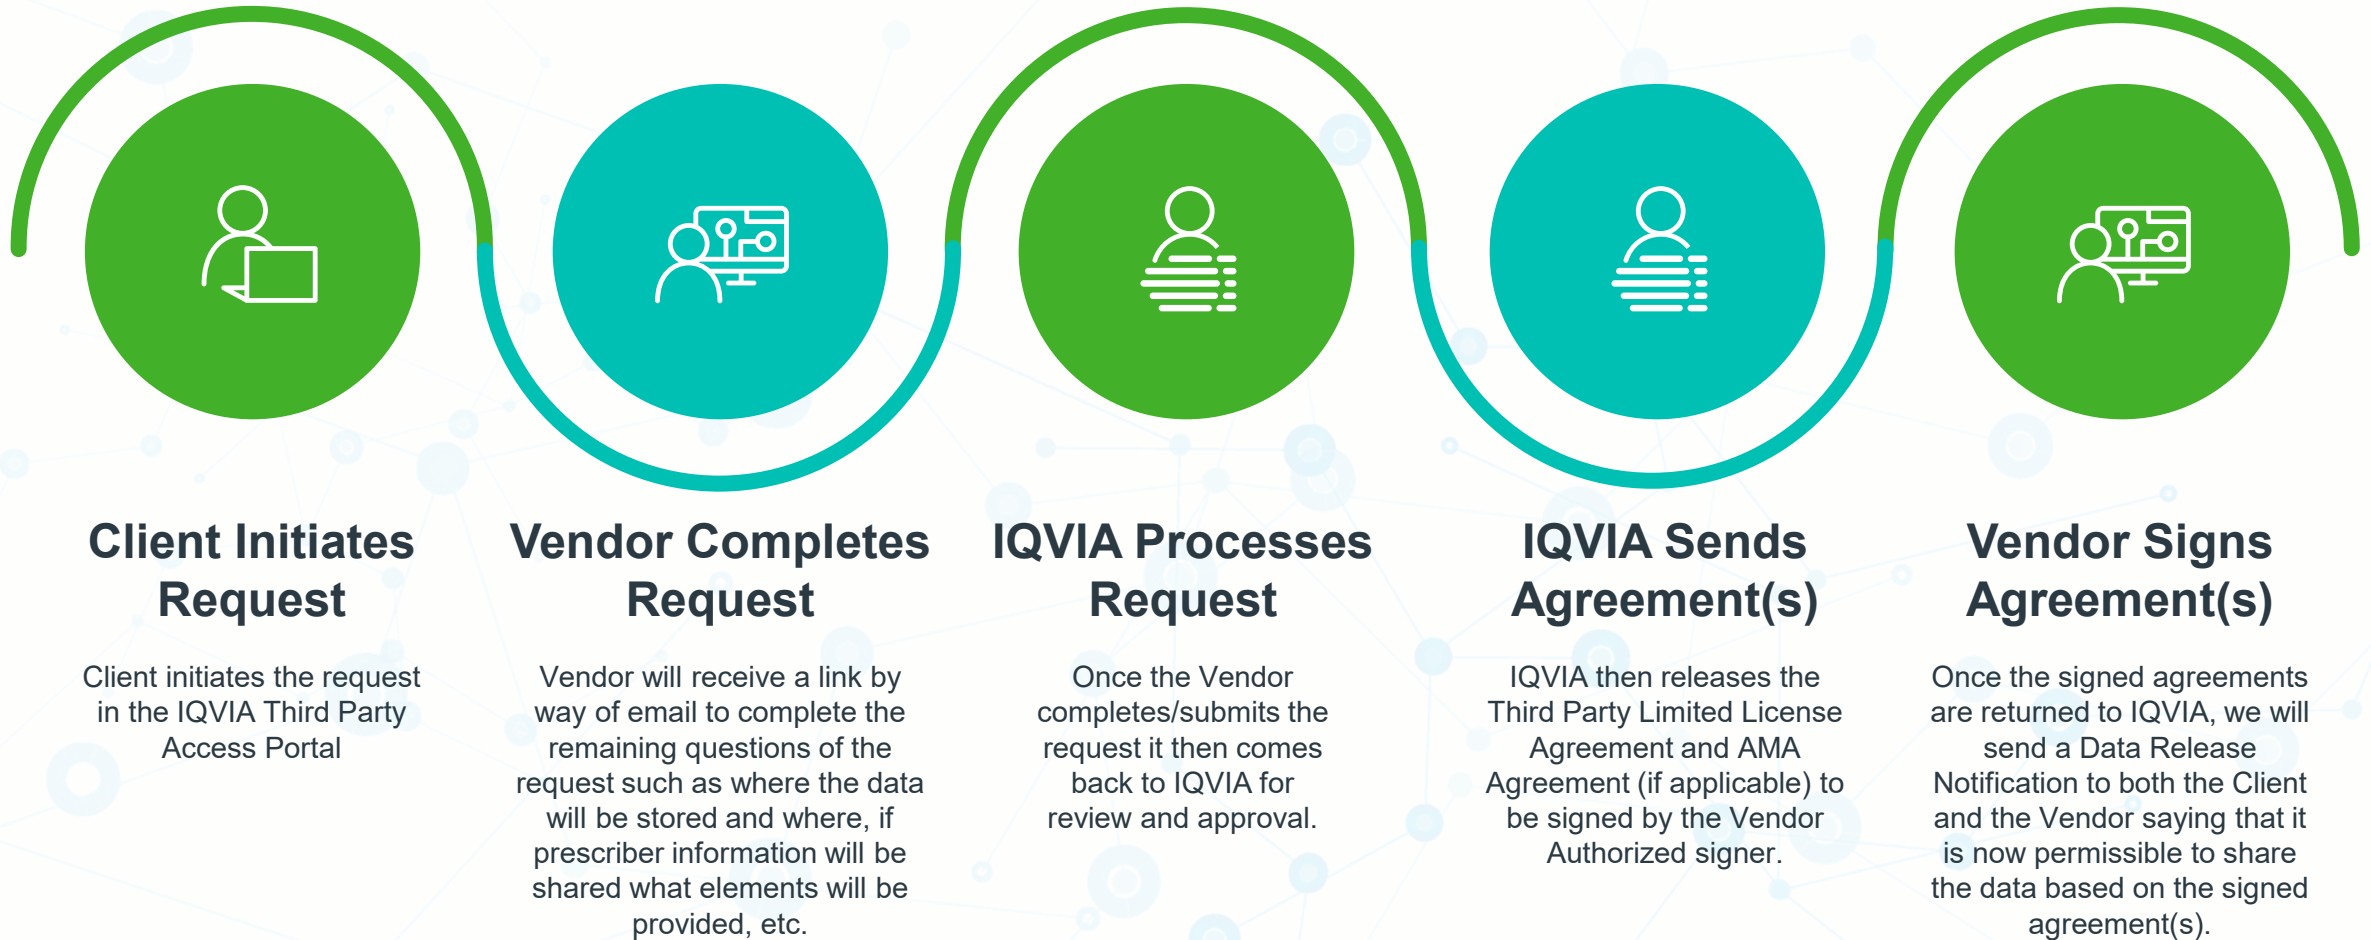 Client Initiates
Request
Client initiates the request
in the IQVIA Third Party
Access Portal
Vendor Completes
Request
Vendor will receive a link by
way of email to complete the
remaining questions of the
request such as where the data
will be stored and where, if
prescriber information will be
shared what elements will be
provided, etc.
IQVIA Processes
Request
Once the Vendor
completes/submits the
request it then comes
back to IQVIA for
review and approval.
IQVIA Sends
Agreement(s)
IQVIA then releases the
Third Party Limited License
Agreement and AMA
Agreement (if applicable) to
be signed by the Vendor
Authorized signer.
Vendor Signs
Agreement(s)
Once the signed agreements
are returned to IQVIA, we will
send a Data Release
Notification to both the Client
and the Vendor saying that it
is now permissible to share
the data based on the signed
agreement(s).